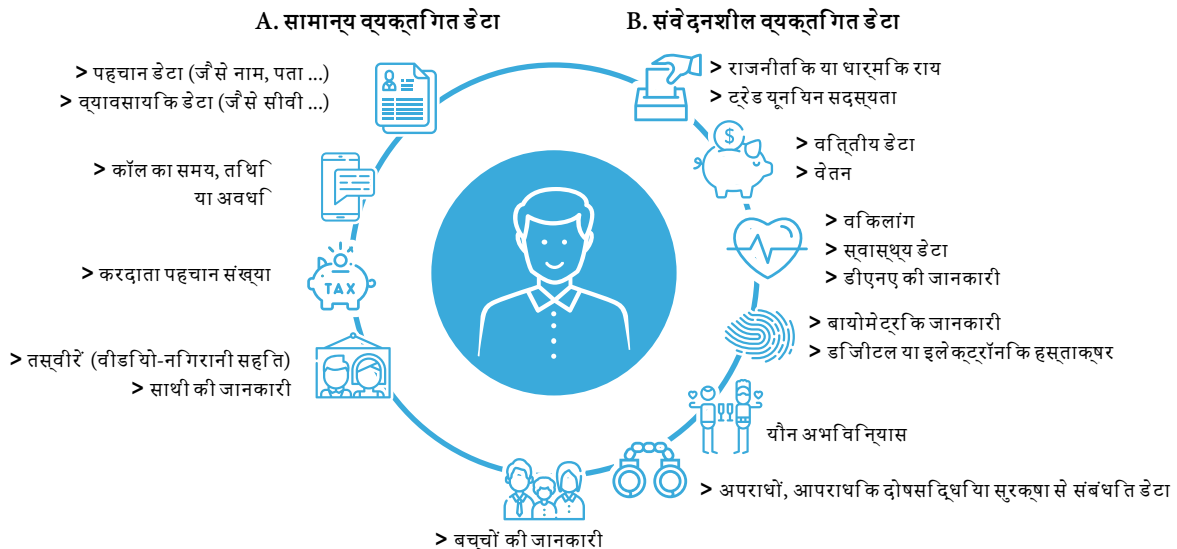 A. सामान्य व्यक्तिगत डेटा
> पहचान डेटा (जैसे नाम, पता ...)
> व्यावसायिक डेटा (जैसे सीवी ...)
> कॉल का समय, तिथि
या अवधि
> करदाता पहचान संख्या
TAX
> तस्वीरें (वीडियो-निगरानी सहित)
> साथी की जानकारी
> बच्चों की जानकारी
B. संवेदनशील व्यक्तिगत डेटा
> राजनीतिक या धार्मिक राय
> ट्रेड यूनियन सदस्यता
$
> वित्तीय डेटा
> वेतन
> विकलांग
> स्वास्थ्य डेटा
> डीएनए की जानकारी
> बायोमेट्रिक जानकारी
> डिजिटल या इलेक्ट्रॉनिक हस्ताक्षर
यौन अभिविन्यास
> अपराधों, आपराधिक दोषसिद्धि या सुरक्षा से संबंधित डेटा